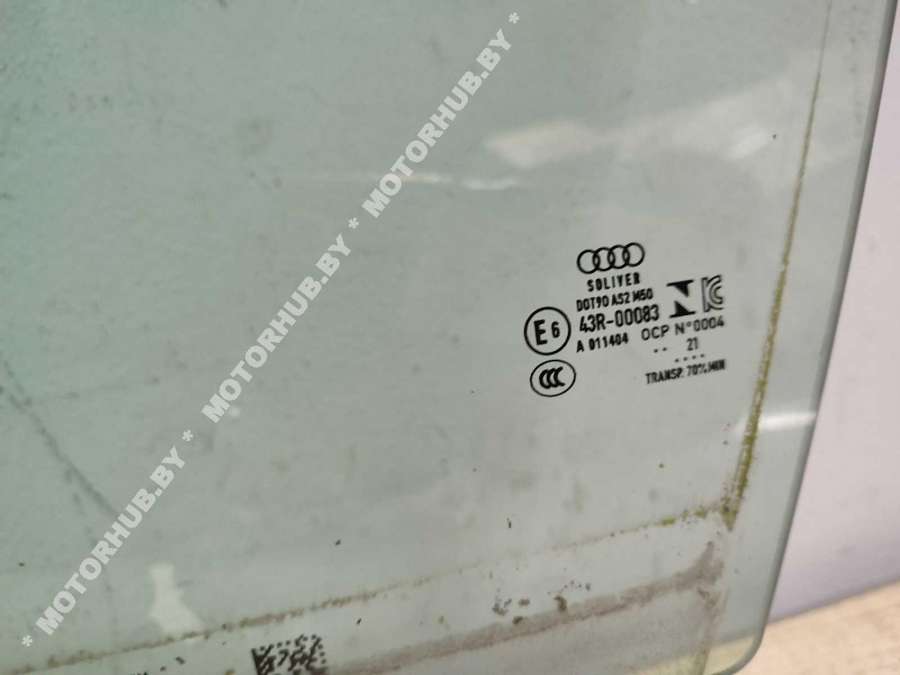 * MOTORHUB.BY * MOTORHUB.BY * MOTORHUB.BY *
SOLIVER
DOT90 AS2 M50
E6 43R-00083
A 011404 OCP N°0004
21
CCC
TRANSP. 70% MIN